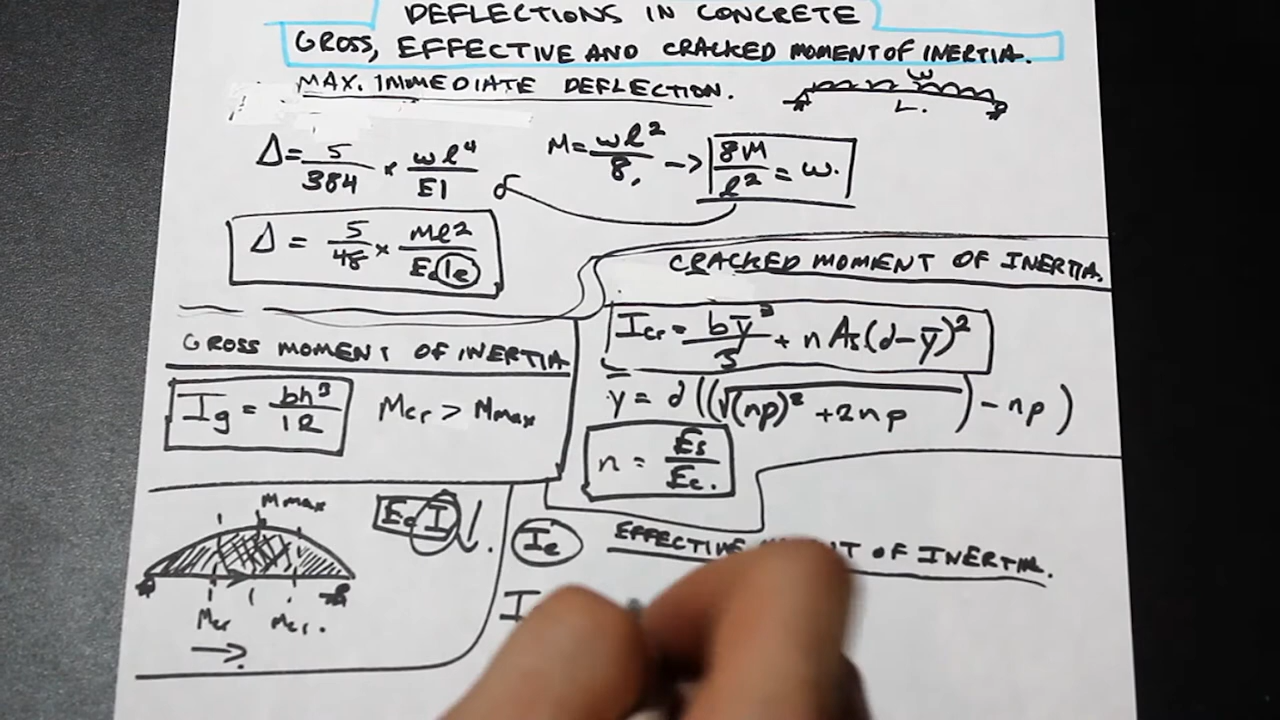 DEFLECTIONS IN CONCRETE
GROSS, EFFECTIVE AND CRACKED MOMENT OF INERTIA.
MAX. IMMEDIATE DEFLECTION.
w
L.
Δ = 5/384 × wl⁴/EI
M = wl²/8. → 8M/l² = w.
Δ = 5/48 × Ml²/EcIe
CRACKED MOMENT OF INERTIA.
Icr = bȳ³/3 + nAs(d-ȳ)²
ȳ = d((√(np)² + 2np) - np)
n = Es/Ec.
GROSS MOMENT OF INERTIA
Ig = bh³/12 Mcr > Mmax
Mmax
EcI ↓.
Mcr Mcr.
→
Ie EFFECTIVE OF INERTIA.
I